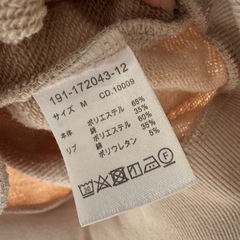 191-172043-12
サイズ M CD.10009
本体 ポリエステル 65%
綿 35%
リブ ポリエステル 60%
綿 35%
ポリウレタン 5%